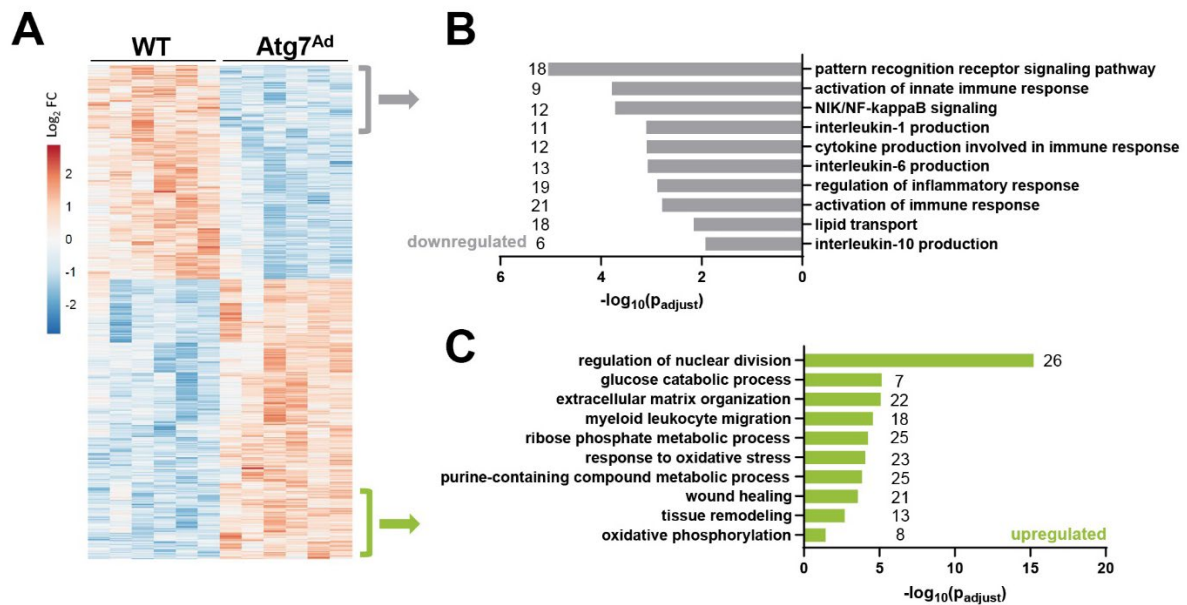 A
WT
Atg7Ad
Log2 FC
2
1
0
-1
-2
B
18 pattern recognition receptor signaling pathway
9 activation of innate immune response
12 NIK/NF-kappaB signaling
11 interleukin-1 production
12 cytokine production involved in immune response
13 interleukin-6 production
19 regulation of inflammatory response
21 activation of immune response
18 lipid transport
downregulated 6 interleukin-10 production
6 4 2 0
-log10(padjust)
C
regulation of nuclear division 26
glucose catabolic process 7
extracellular matrix organization 22
myeloid leukocyte migration 18
ribose phosphate metabolic process 25
response to oxidative stress 23
purine-containing compound metabolic process 25
wound healing 21
tissue remodeling 13
oxidative phosphorylation 8 upregulated
0 5 10 15 20
-log10(padjust)